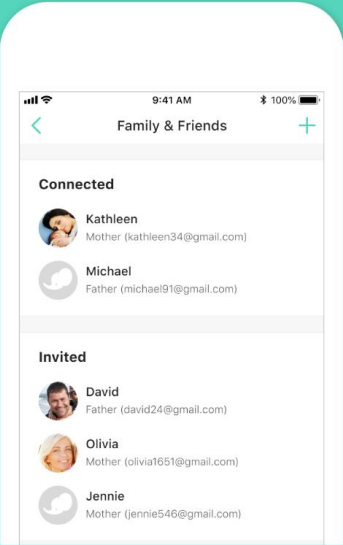 9:41 AM 100%
Family & Friends
Connected
Kathleen
Mother (kathleen34@gmail.com)
Michael
Father (michael91@gmail.com)
Invited
David
Father (david24@gmail.com)
Olivia
Mother (olivia1651@gmail.com)
Jennie
Mother (jennie546@gmail.com)